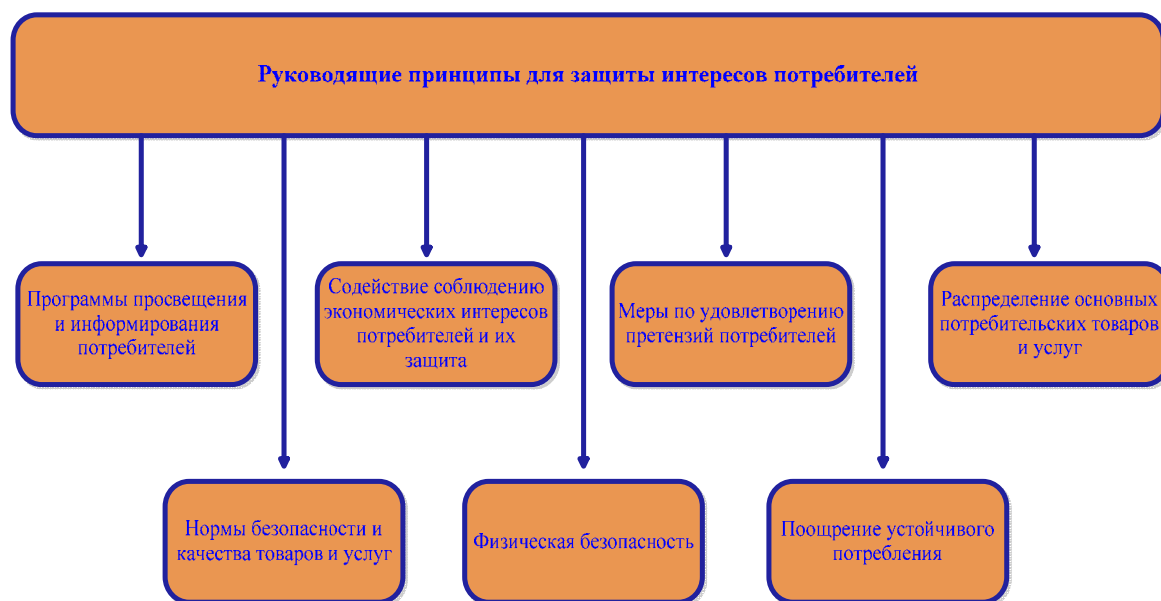 Руководящие принципы для защиты интересов потребителей
Программы просвещения
и информирования
потребителей
Содействие соблюдению
экономических интересов
потребителей и их
защита
Меры по удовлетворению
претензий потребителей
Распределение основных
потребительских товаров
и услуг
Нормы безопасности и
качества товаров и услуг
Физическая безопасность
Поощрение устойчивого
потребления